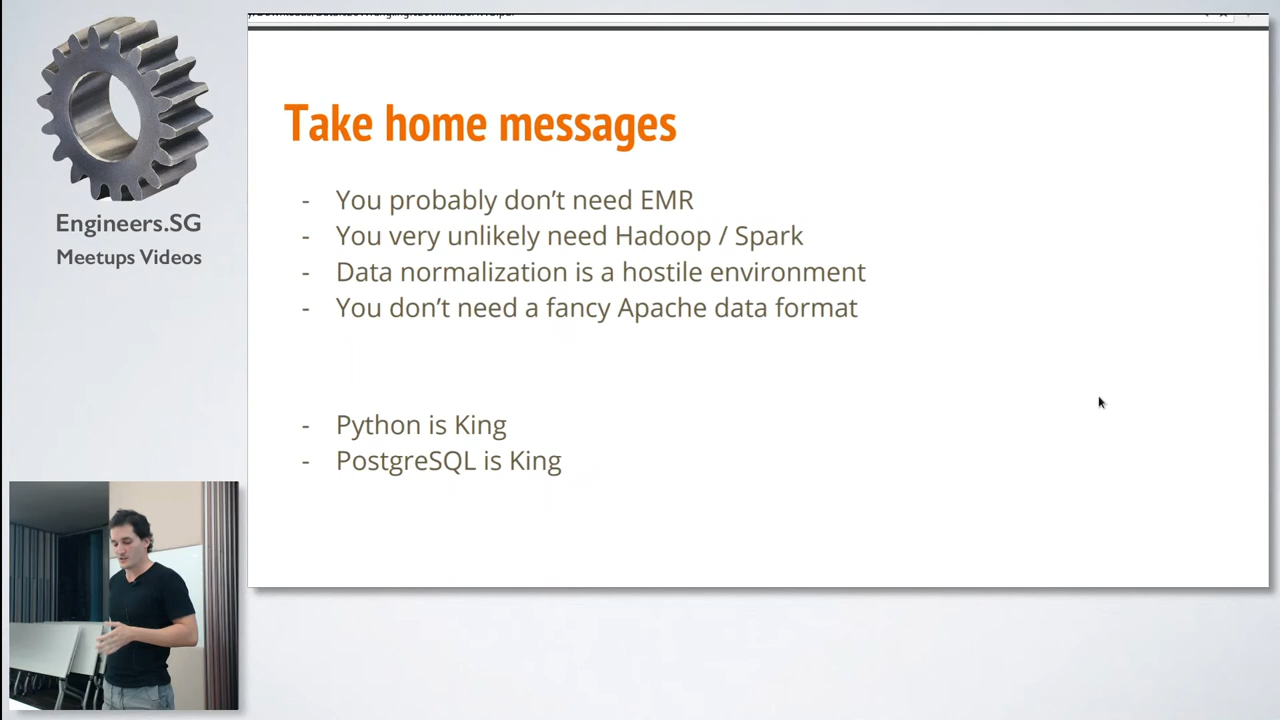 Engineers.SG
Meetups Videos
Take home messages
- You probably don't need EMR
- You very unlikely need Hadoop / Spark
- Data normalization is a hostile environment
- You don't need a fancy Apache data format
- Python is King
- PostgreSQL is King